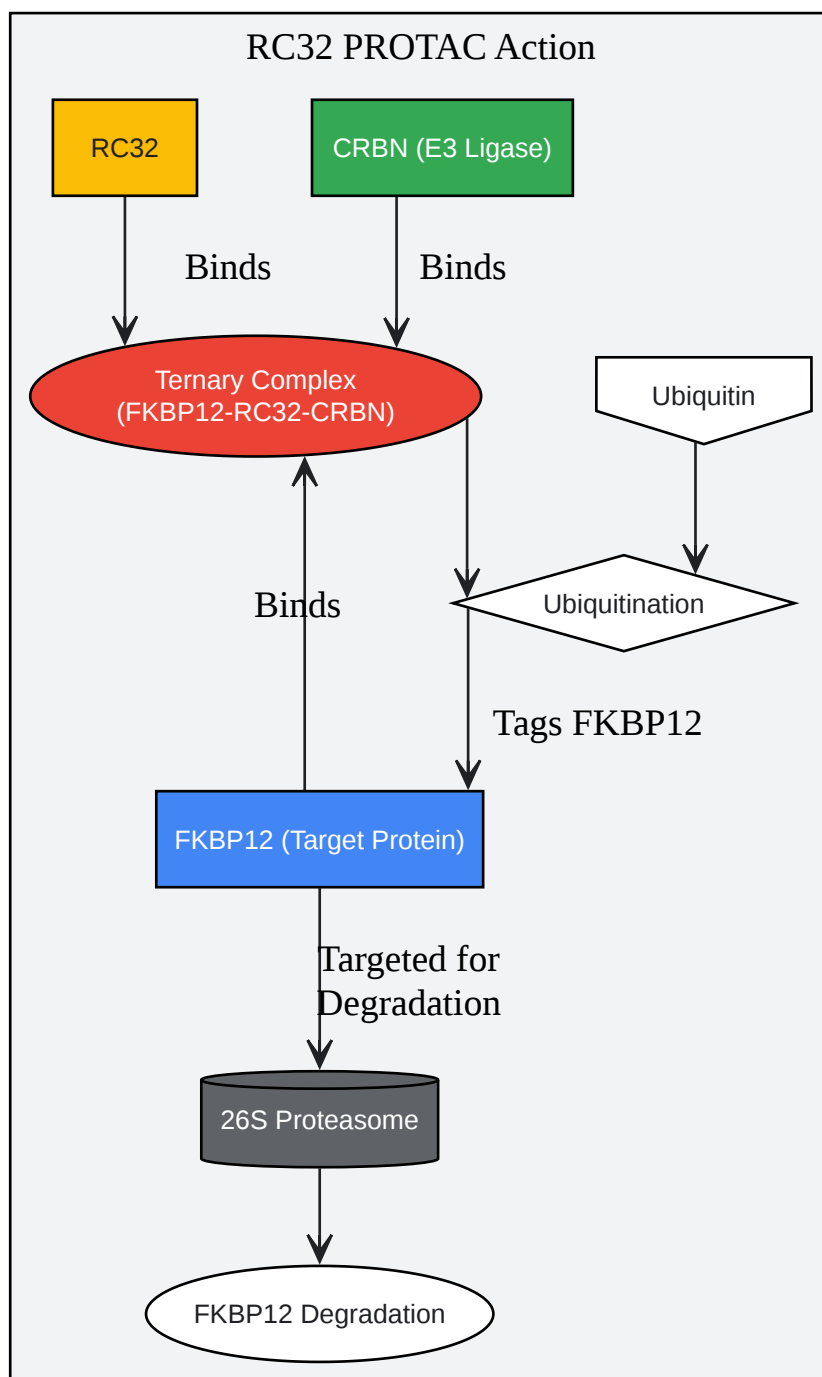 RC32 PROTAC Action
RC32
CRBN (E3 Ligase)
Binds
Binds
Ternary Complex
(FKBP12-RC32-CRBN)
Ubiquitin
Binds
Ubiquitination
Tags FKBP12
FKBP12 (Target Protein)
Targeted for
Degradation
26S Proteasome
FKBP12 Degradation